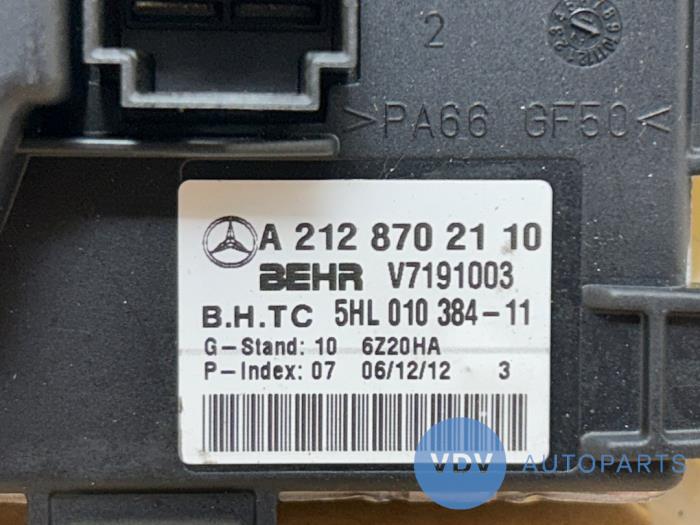 2
>PA66 GF50<
A 212 870 21 10
BEHR V7191003
B.H.TC 5HL 010 384-11
G-Stand: 10 6Z20HA
P-Index: 07 06/12/12 3
VDV AUTOPARTS